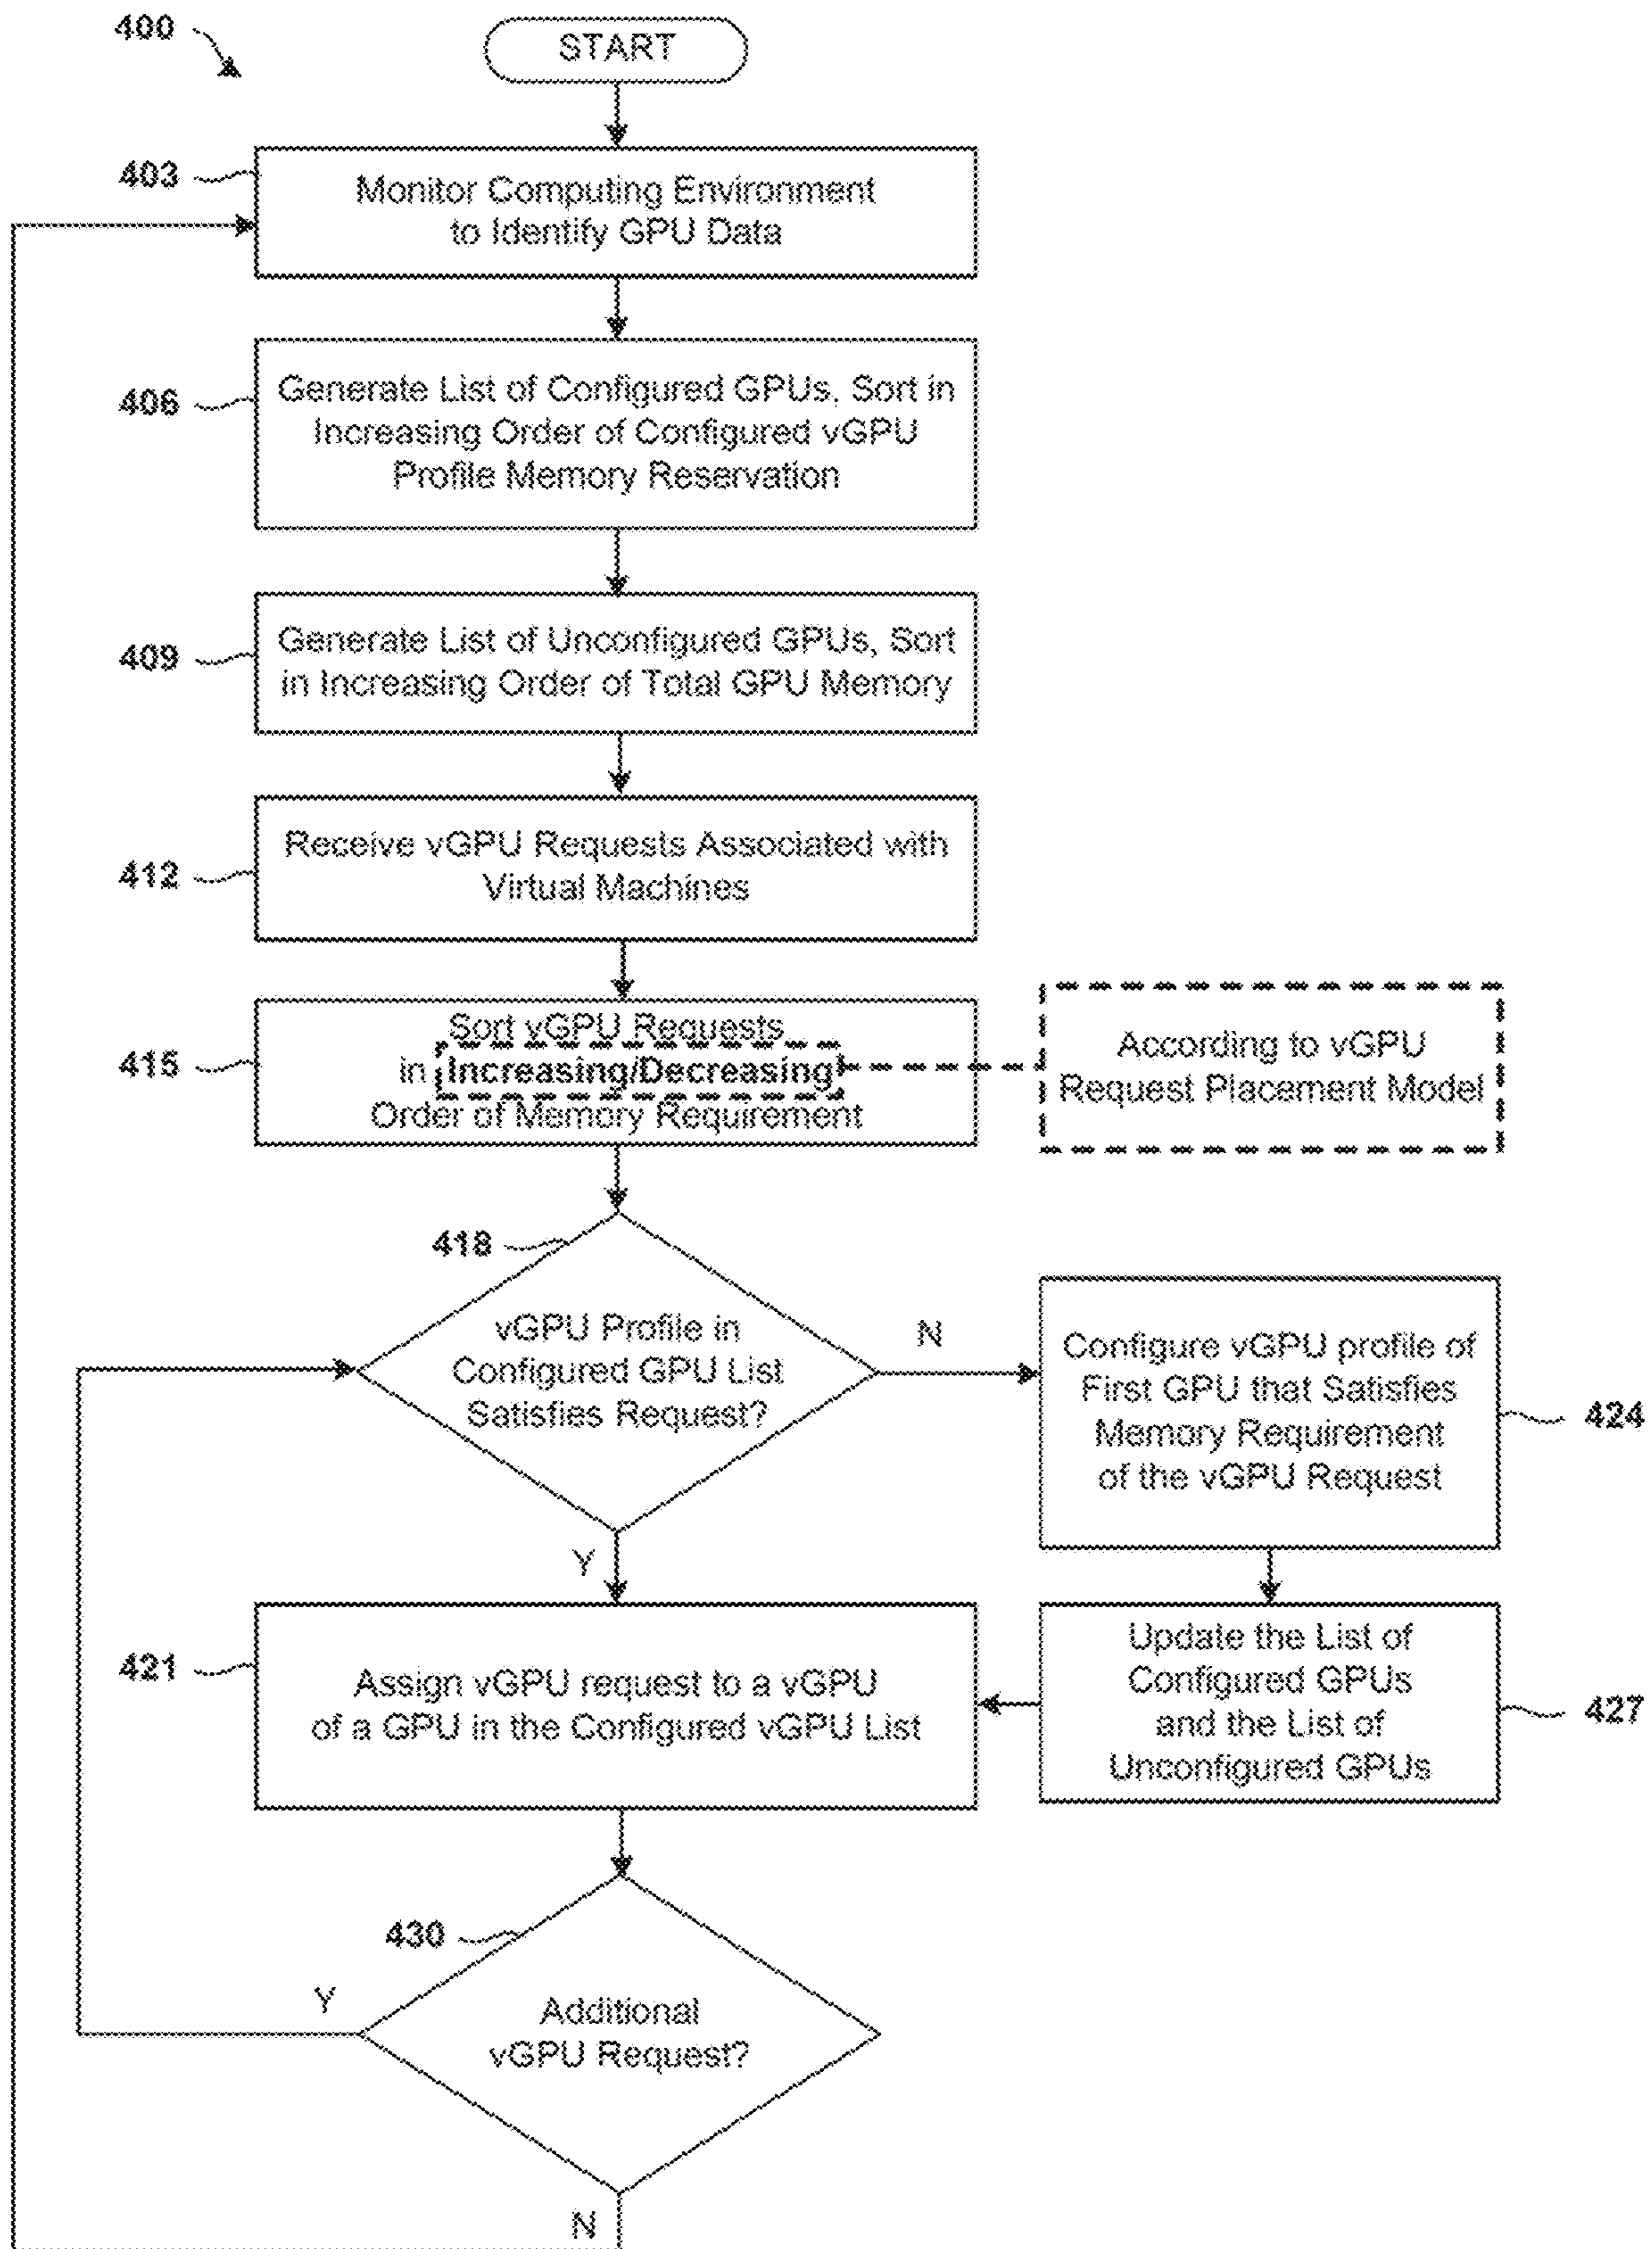 400
START
403
Monitor Computing Environment
to Identify GPU Data
406
Generate List of Configured GPUs, Sort in
Increasing Order of Configured vGPU
Profile Memory Reservation
409
Generate List of Unconfigured GPUs, Sort
in Increasing Order of Total GPU Memory
412
Receive vGPU Requests Associated with
Virtual Machines
415
Sort vGPU Requests
in Increasing/Decreasing
Order of Memory Requirement
According to vGPU
Request Placement Model
418
vGPU Profile in
Configured GPU List
Satisfies Request?
N
Y
Configure vGPU profile of
First GPU that Satisfies
Memory Requirement
of the vGPU Request
424
421
Assign vGPU request to a vGPU
of a GPU in the Configured vGPU List
Update the List of
Configured GPUs
and the List of
Unconfigured GPUs
427
430
Additional
vGPU Request?
Y
N